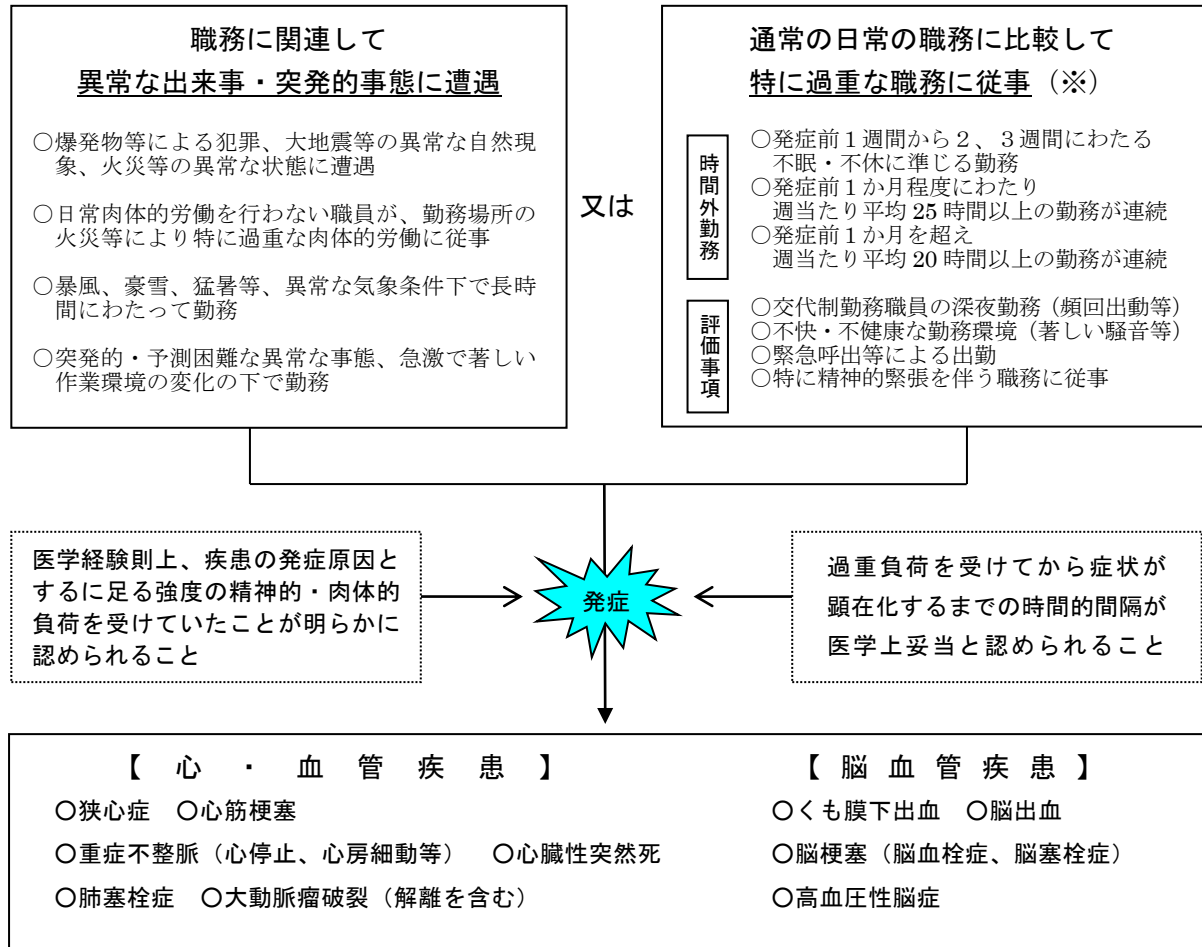 職務に関連して
異常な出来事・突発的事態に遭遇
○爆発物等による犯罪、大地震等の異常な自然現
象、火災等の異常な状態に遭遇
○日常肉体的労働を行わない職員が、勤務場所の
火災等により特に過重な肉体的労働に従事
○暴風、豪雪、猛暑等、異常な気象条件下で長時
間にわたって勤務
○突発的・予測困難な異常な事態、急激で著しい
作業環境の変化の下で勤務
又は
通常の日常の職務に比較して
特に過重な職務に従事（※）
時間外勤務
○発症前１週間から２、３週間にわたる
不眠・不休に準じる勤務
○発症前１か月程度にわたり
週当たり平均 25 時間以上の勤務が連続
○発症前１か月を超え
週当たり平均 20 時間以上の勤務が連続
評価事項
○交代制勤務職員の深夜勤務（頻回出動等）
○不快・不健康な勤務環境（著しい騒音等）
○緊急呼出等による出勤
○特に精神的緊張を伴う職務に従事
医学経験則上、疾患の発症原因と
するに足る強度の精神的・肉体的
負荷を受けていたことが明らかに
認められること
発症
過重負荷を受けてから症状が
顕在化するまでの時間的間隔が
医学上妥当と認められること
【 心 ・ 血 管 疾 患 】
○狭心症 ○心筋梗塞
○重症不整脈（心停止、心房細動等） ○心臓性突然死
○肺塞栓症 ○大動脈瘤破裂（解離を含む）
【 脳 血 管 疾 患 】
○くも膜下出血 ○脳出血
○脳梗塞（脳血栓症、脳塞栓症）
○高血圧性脳症